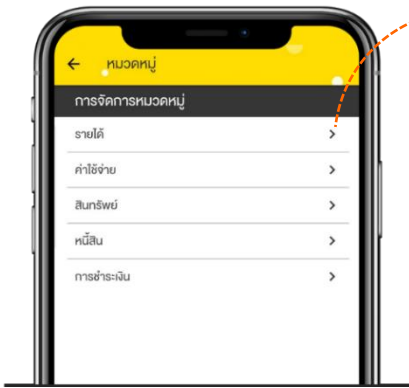 หมวดหมู่
การจัดการหมวดหมู่
รายได้
ค่าใช้จ่าย
สินทรัพย์
หนี้สิน
การชำระเงิน